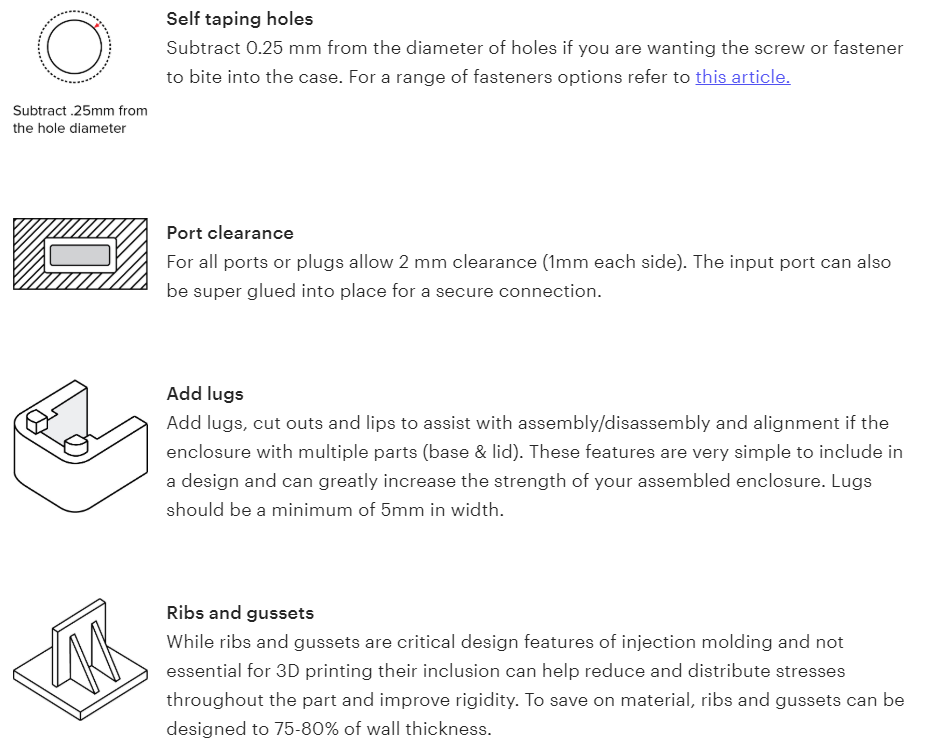 Self taping holes
Subtract 0.25 mm from the diameter of holes if you are wanting the screw or fastener
to bite into the case. For a range of fasteners options refer to this article.
Subtract .25mm from
the hole diameter
Port clearance
For all ports or plugs allow 2 mm clearance (1mm each side). The input port can also
be super glued into place for a secure connection.
Add lugs
Add lugs, cut outs and lips to assist with assembly/disassembly and alignment if the
enclosure with multiple parts (base & lid). These features are very simple to include in
a design and can greatly increase the strength of your assembled enclosure. Lugs
should be a minimum of 5mm in width.
Ribs and gussets
While ribs and gussets are critical design features of injection molding and not
essential for 3D printing their inclusion can help reduce and distribute stresses
throughout the part and improve rigidity. To save on material, ribs and gussets can be
designed to 75-80% of wall thickness.